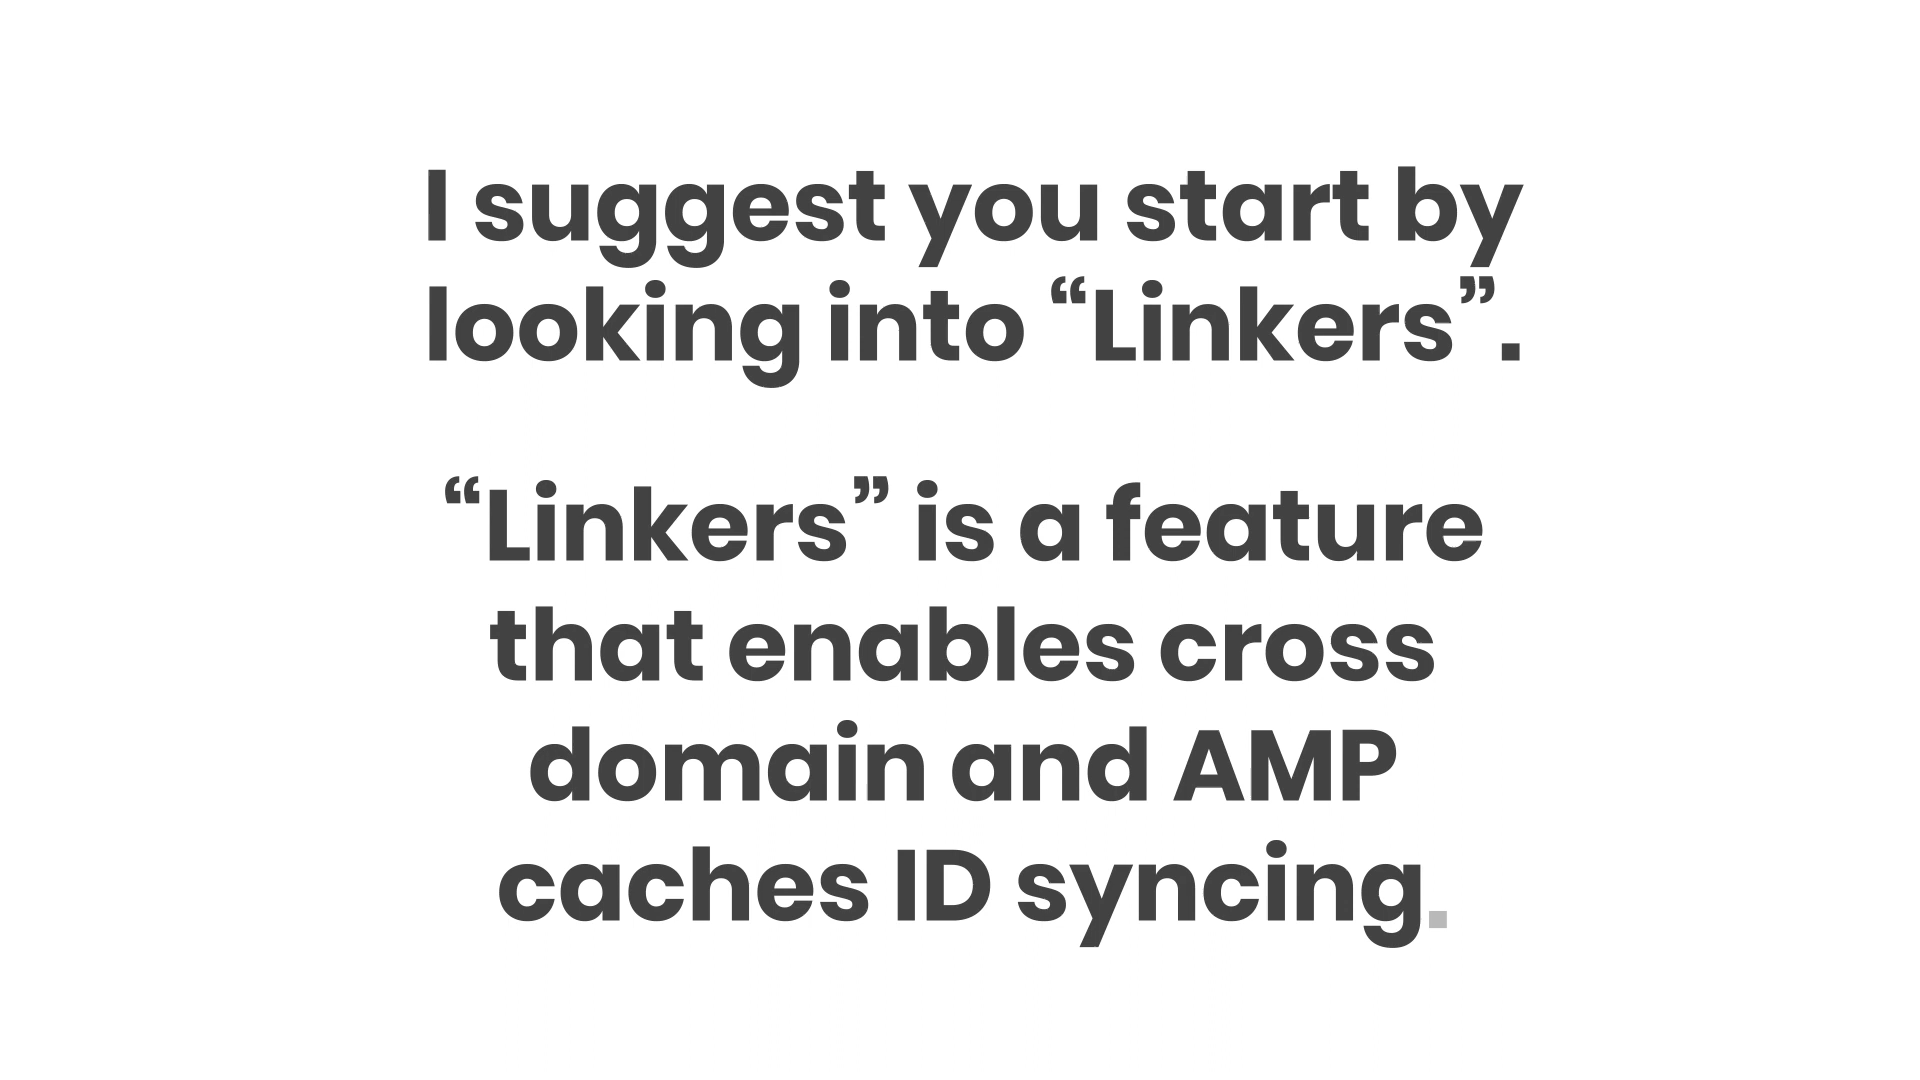 I suggest you start by
looking into “Linkers”.
“Linkers” is a feature
that enables cross
domain and AMP
caches ID syncing.